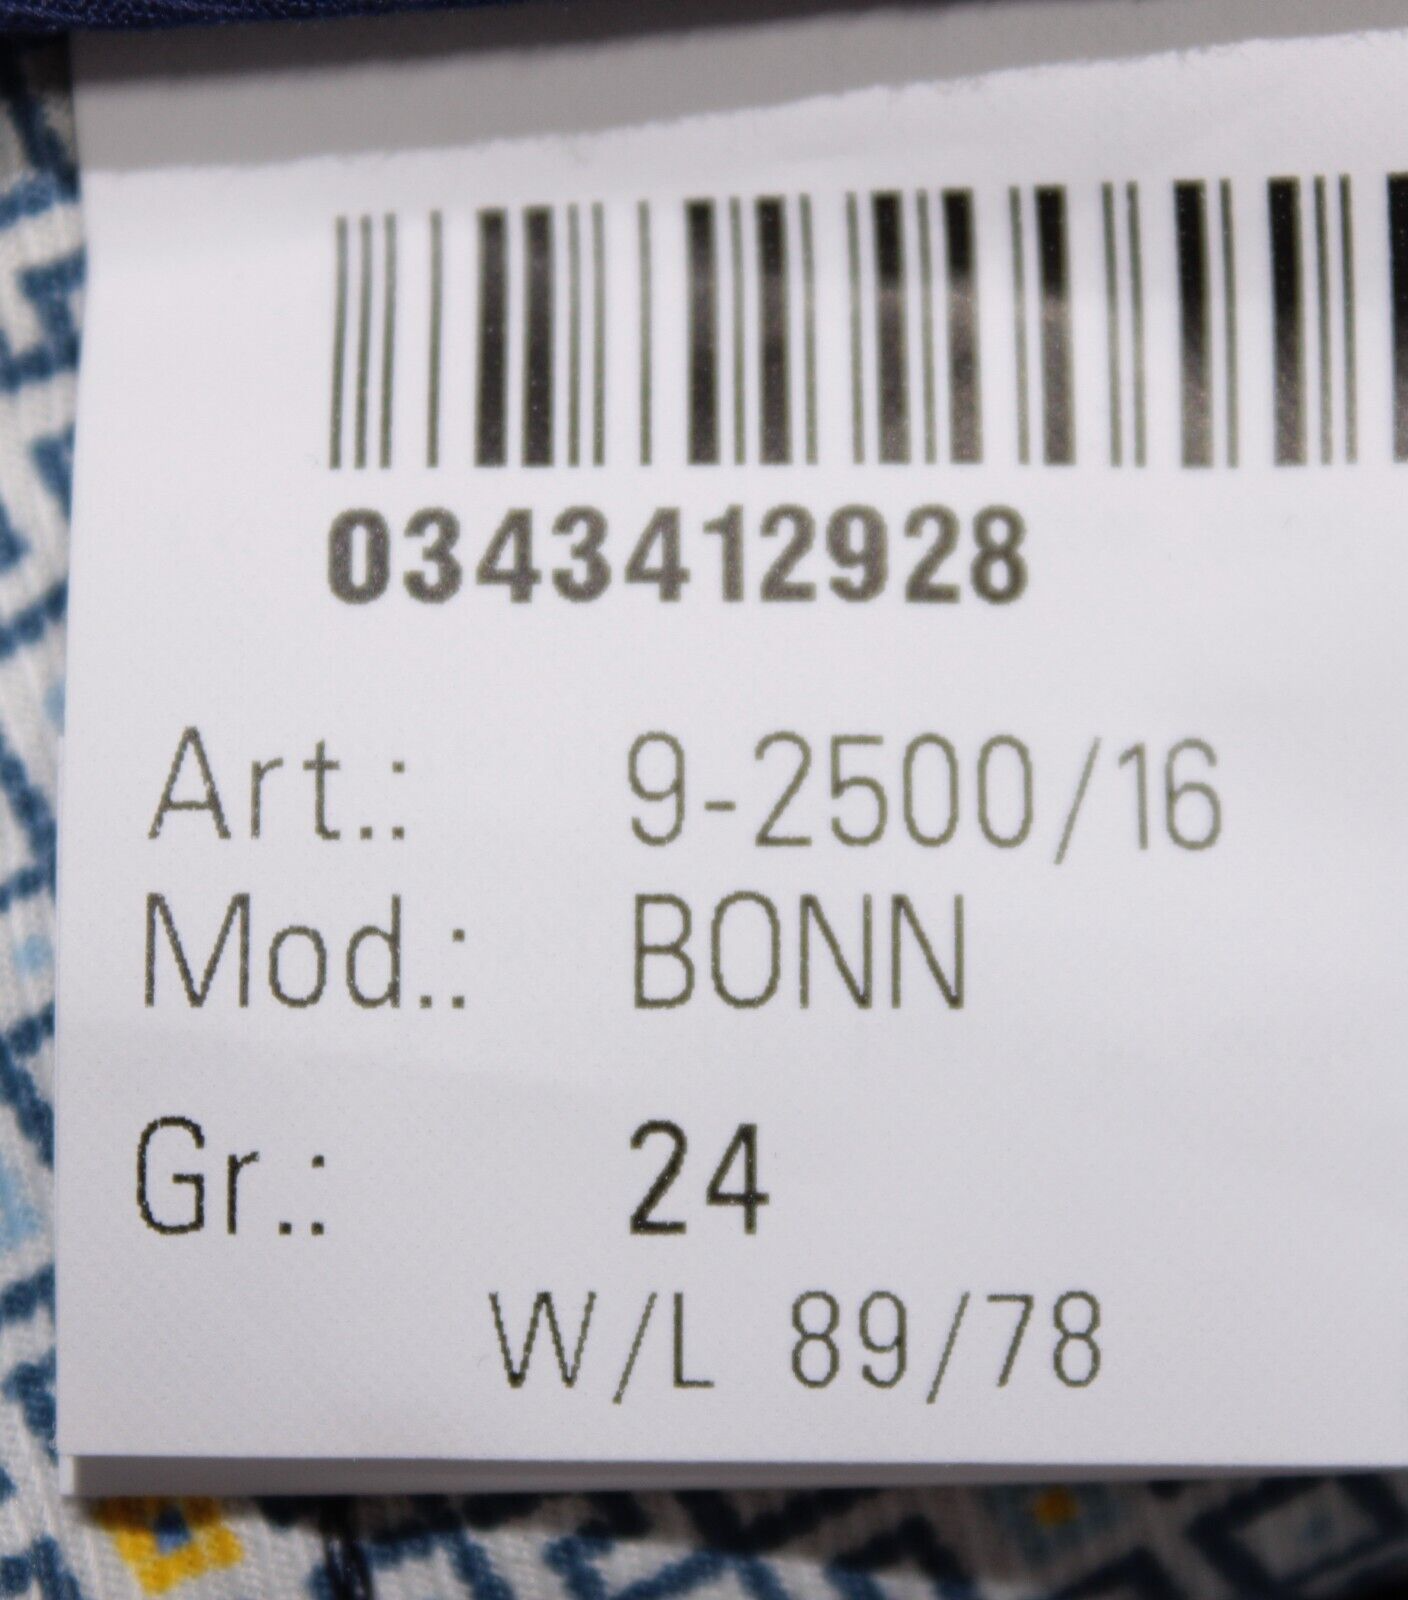 0343412928
Art.: 9-2500/16
Mod.: BONN
Gr.: 24
W/L 89/78